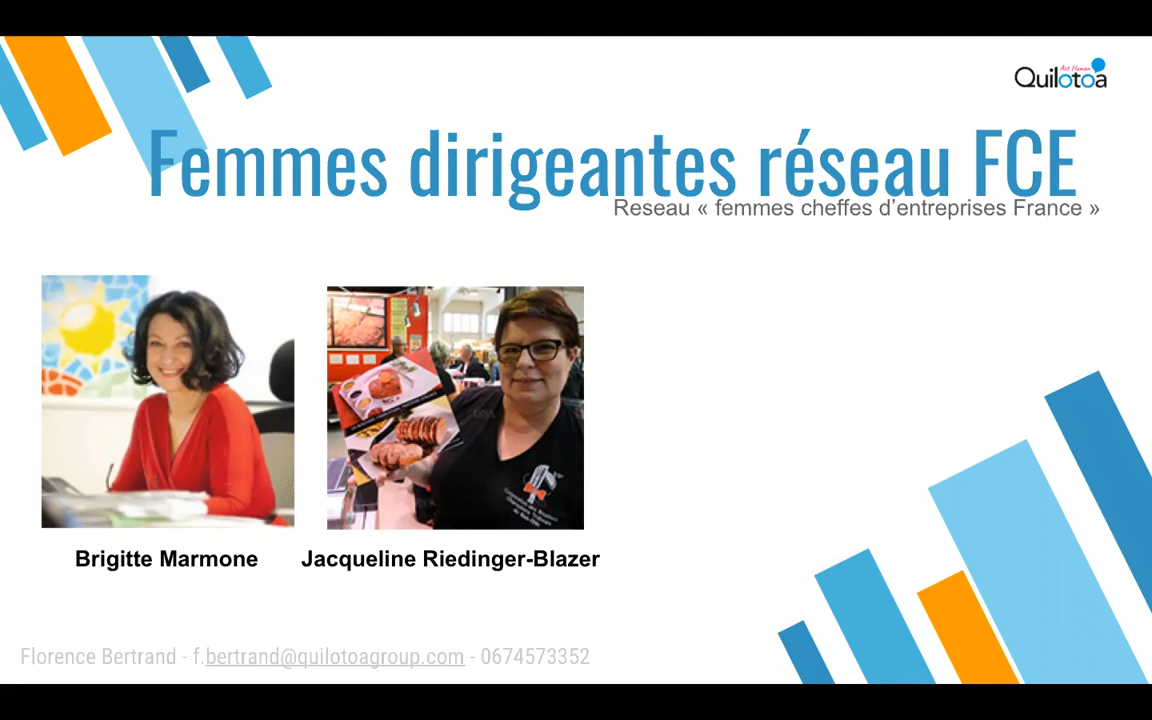 Art Human
Quilotoa
Femmes dirigeantes réseau FCE
Reseau « femmes cheffes d’entreprises France »
Brigitte Marmone
Jacqueline Riedinger-Blazer
Florence Bertrand - f.bertrand@quilotoagroup.com - 0674573352